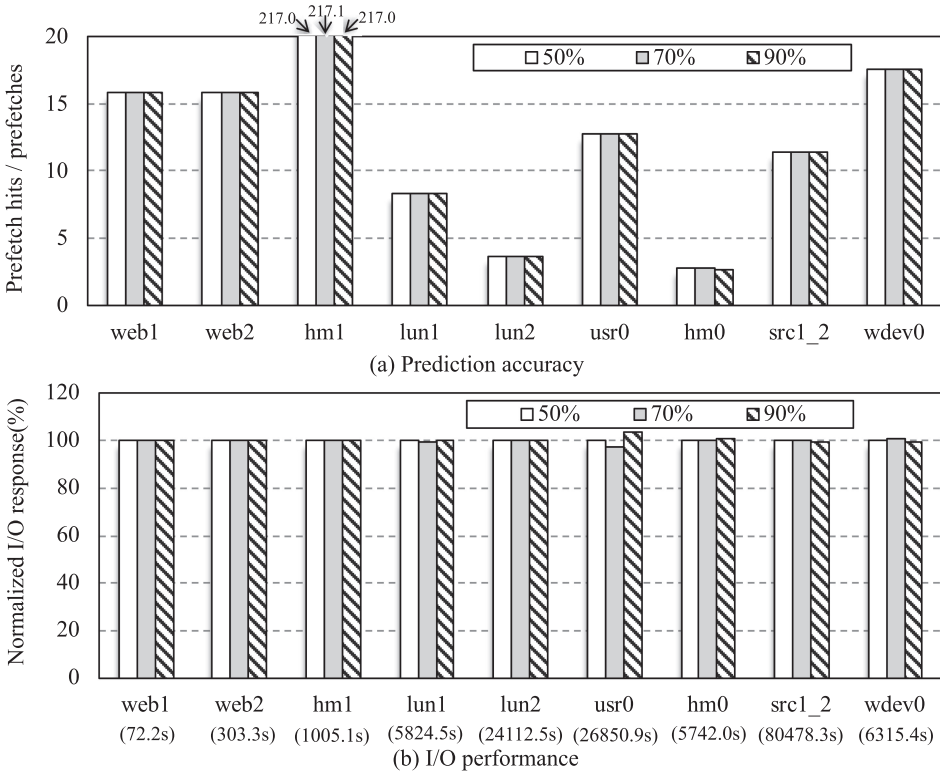 217.0 217.1 217.0
Prefetch hits / prefetches
20
15
10
5
0
50% 70% 90%
web1 web2 hm1 lun1 lun2 usr0 hm0 src1_2 wdev0
(a) Prediction accuracy
Normalized I/O response(%)
120
100
80
60
40
20
0
50% 70% 90%
web1 web2 hm1 lun1 lun2 usr0 hm0 src1_2 wdev0
(72.2s) (303.3s) (1005.1s) (5824.5s) (24112.5s) (26850.9s) (5742.0s) (80478.3s) (6315.4s)
(b) I/O performance